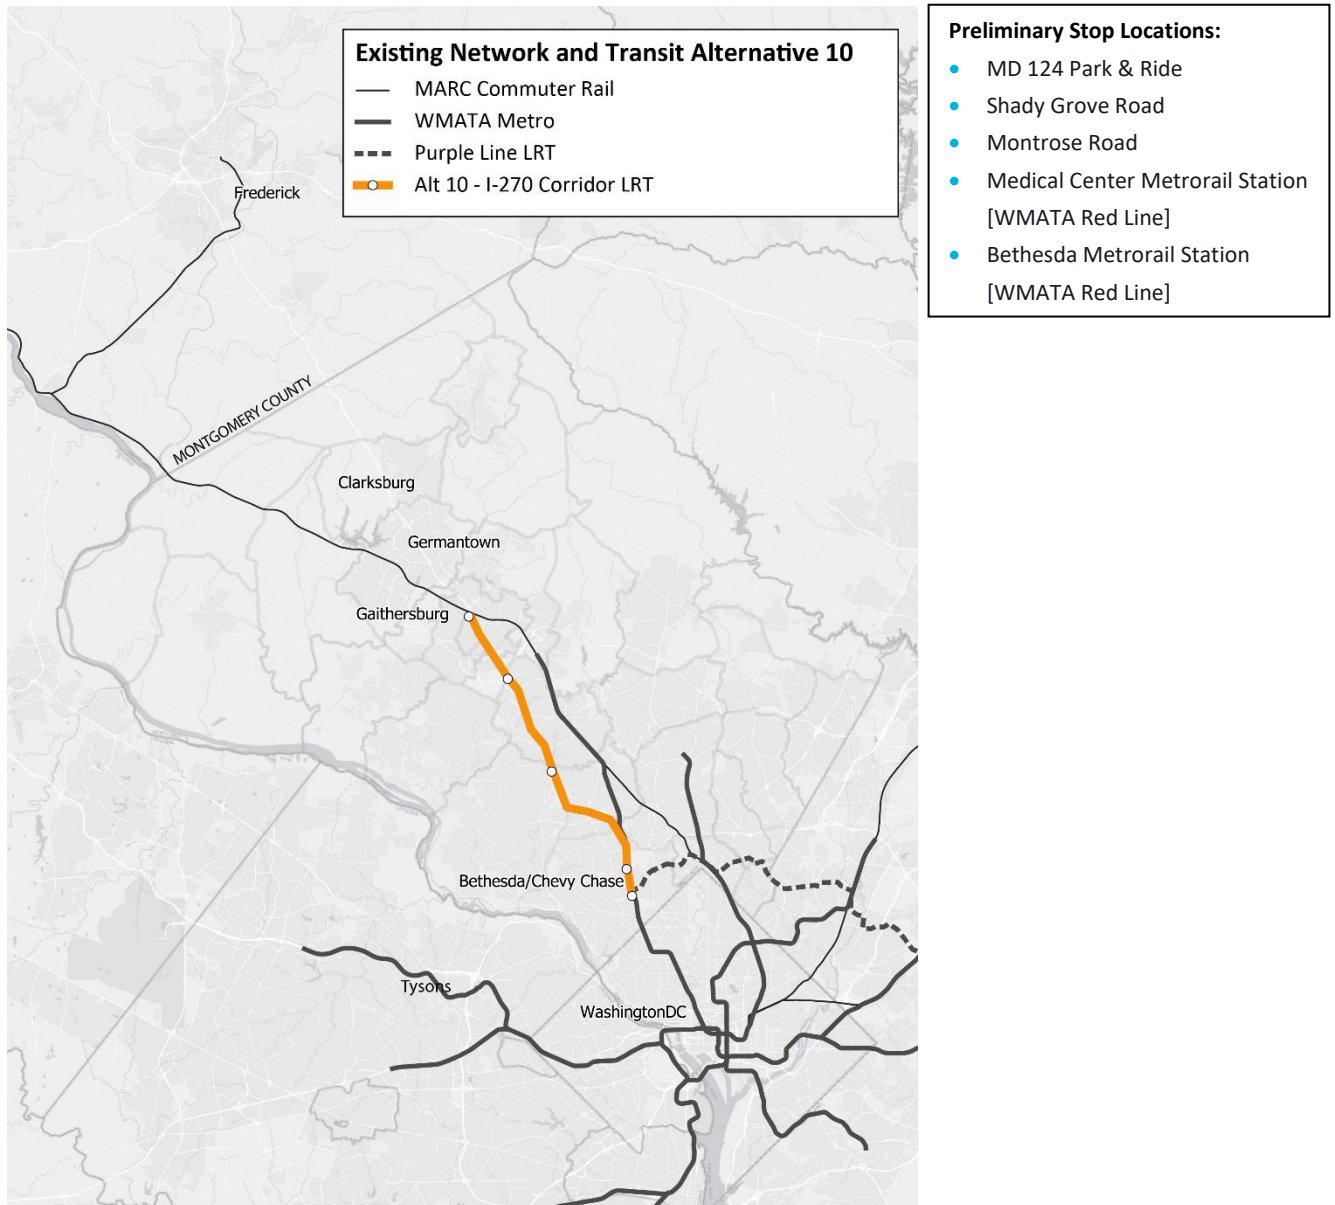 Existing Network and Transit Alternative 10
MARC Commuter Rail
WMATA Metro
Purple Line LRT
Alt 10 - I-270 Corridor LRT
Preliminary Stop Locations:
• MD 124 Park & Ride
• Shady Grove Road
• Montrose Road
• Medical Center Metrorail Station
[WMATA Red Line]
• Bethesda Metrorail Station
[WMATA Red Line]
Frederick
MONTGOMERY COUNTY
Clarksburg
Germantown
Gaithersburg
Bethesda/Chevy Chase
Tysons
WashingtonDC